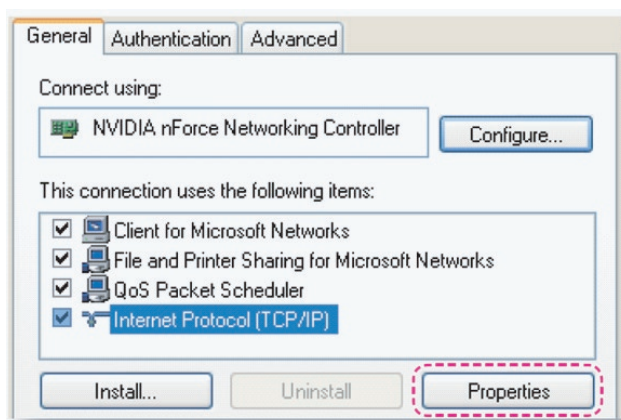 General Authentication Advanced
Connect using:
NVIDIA nForce Networking Controller Configure...
This connection uses the following items:
Client for Microsoft Networks
File and Printer Sharing for Microsoft Networks
QoS Packet Scheduler
Internet Protocol (TCP/IP)
Install... Uninstall Properties